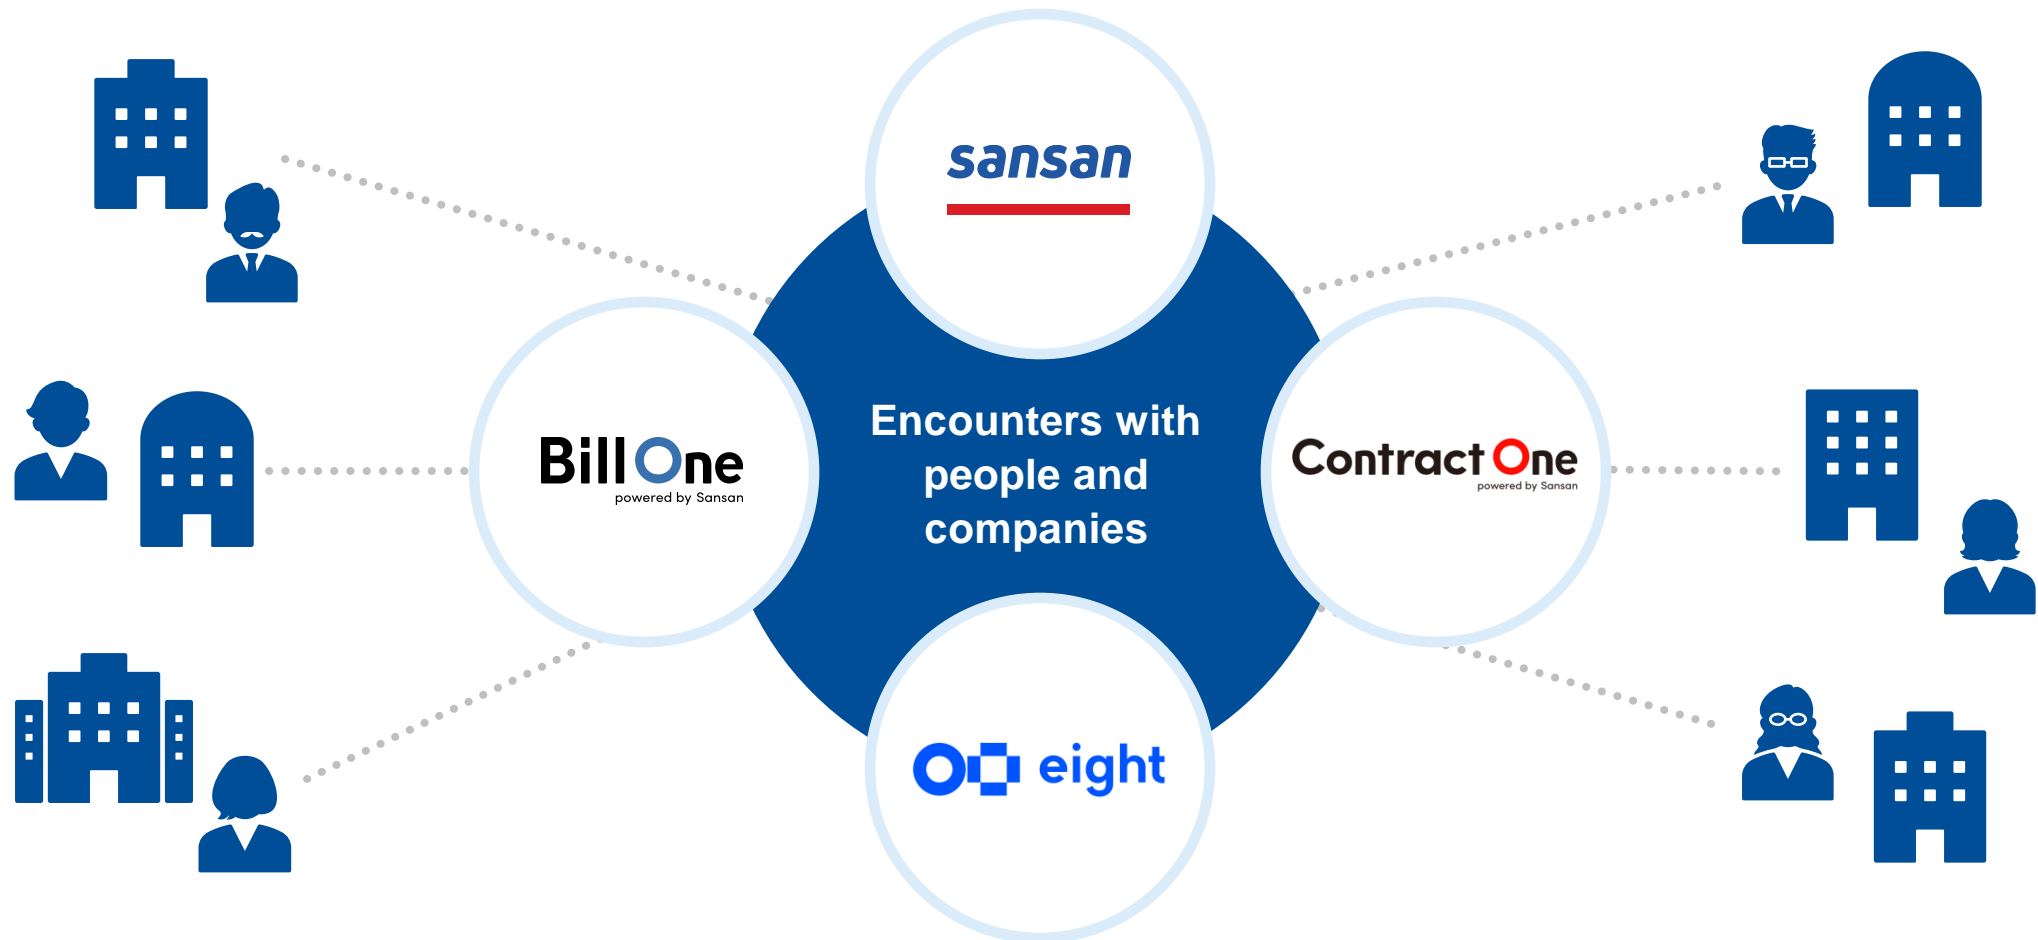 sansan
Encounters with
people and
companies
Bill One
powered by Sansan
Contract One
powered by Sansan
eight